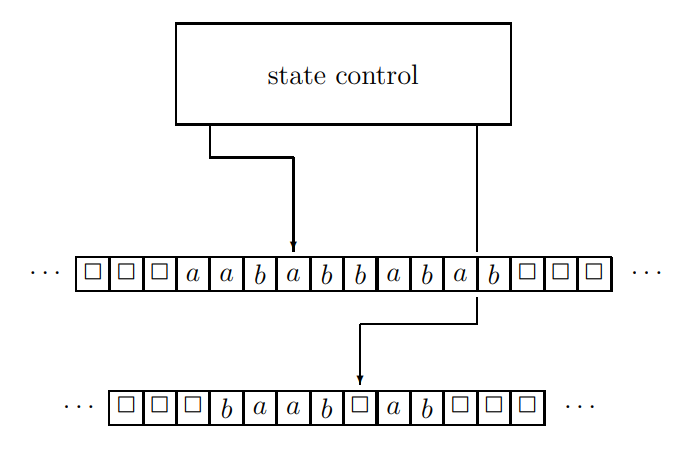 state control
··· □ □ □ a a b a b b a b a b □ □ □ ···
··· □ □ □ b a a b □ a b □ □ □ ···